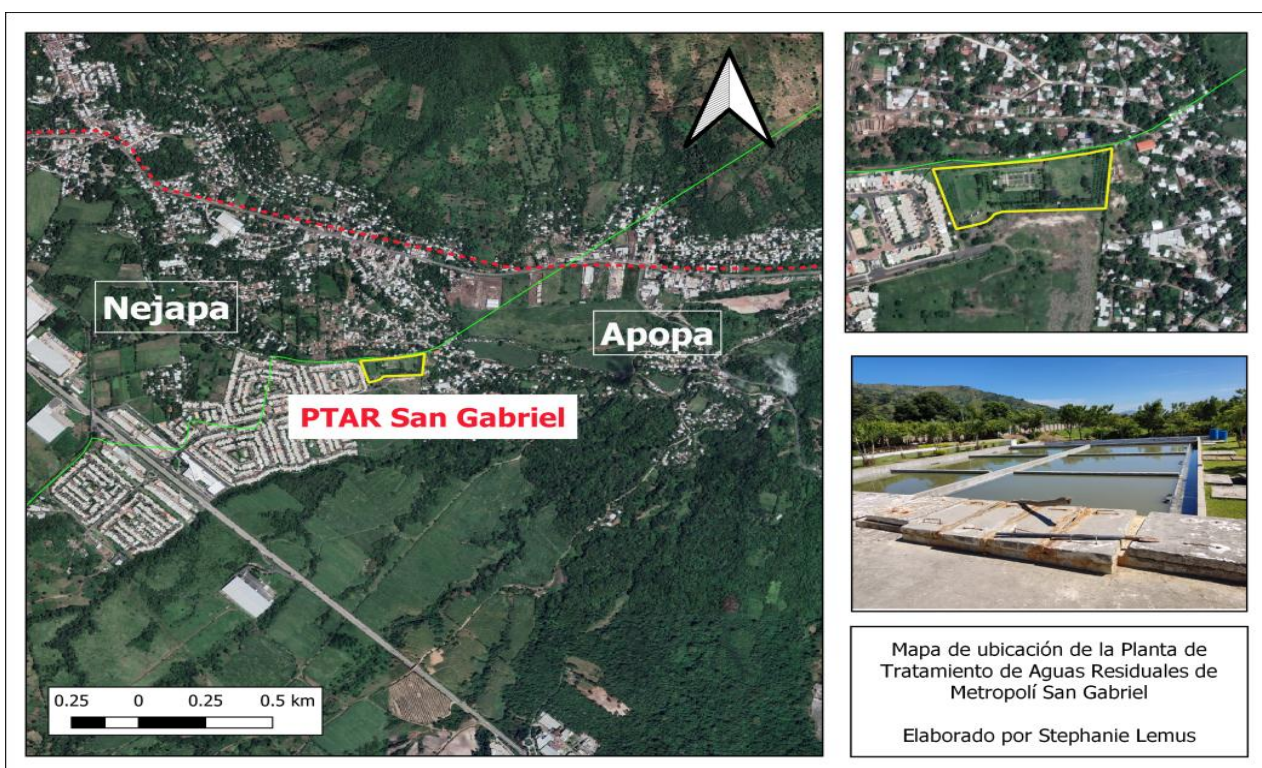 Nejapa
Apopa
PTAR San Gabriel
0.25 0 0.25 0.5 km
Mapa de ubicación de la Planta de
Tratamiento de Aguas Residuales de
Metropolí San Gabriel
Elaborado por Stephanie Lemus